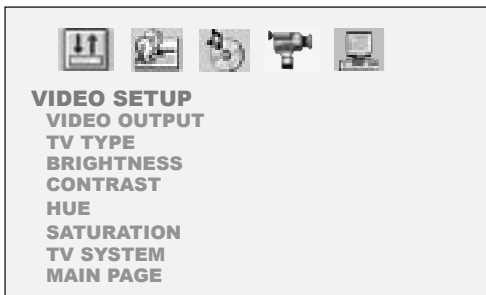 VIDEO SETUP
VIDEO OUTPUT
TV TYPE
BRIGHTNESS
CONTRAST
HUE
SATURATION
TV SYSTEM
MAIN PAGE